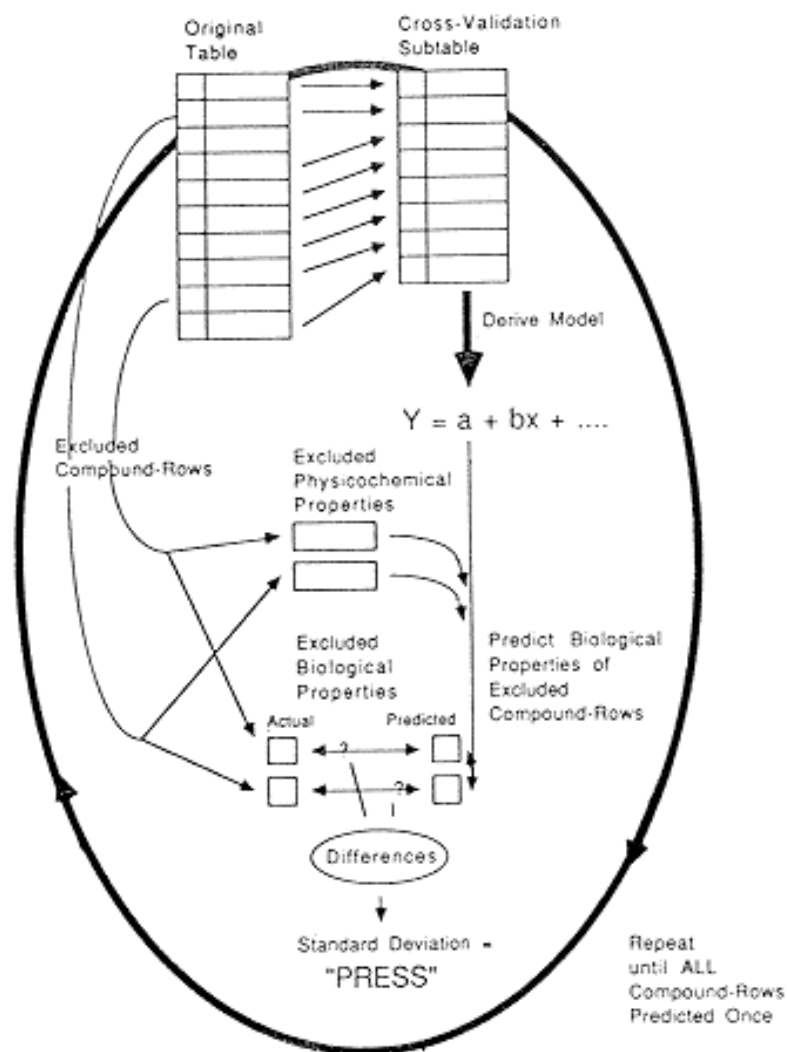 Original
Table
Cross-Validation
Subtable
Derive Model
Y = a + bx + ....
Excluded
Compound-Rows
Excluded
Physicochemical
Properties
Excluded
Biological
Properties
Predict Biological
Properties of
Excluded
Compound-Rows
Actual
Predicted
?
?
Differences
Standard Deviation =
"PRESS"
Repeat
until ALL
Compound-Rows
Predicted Once